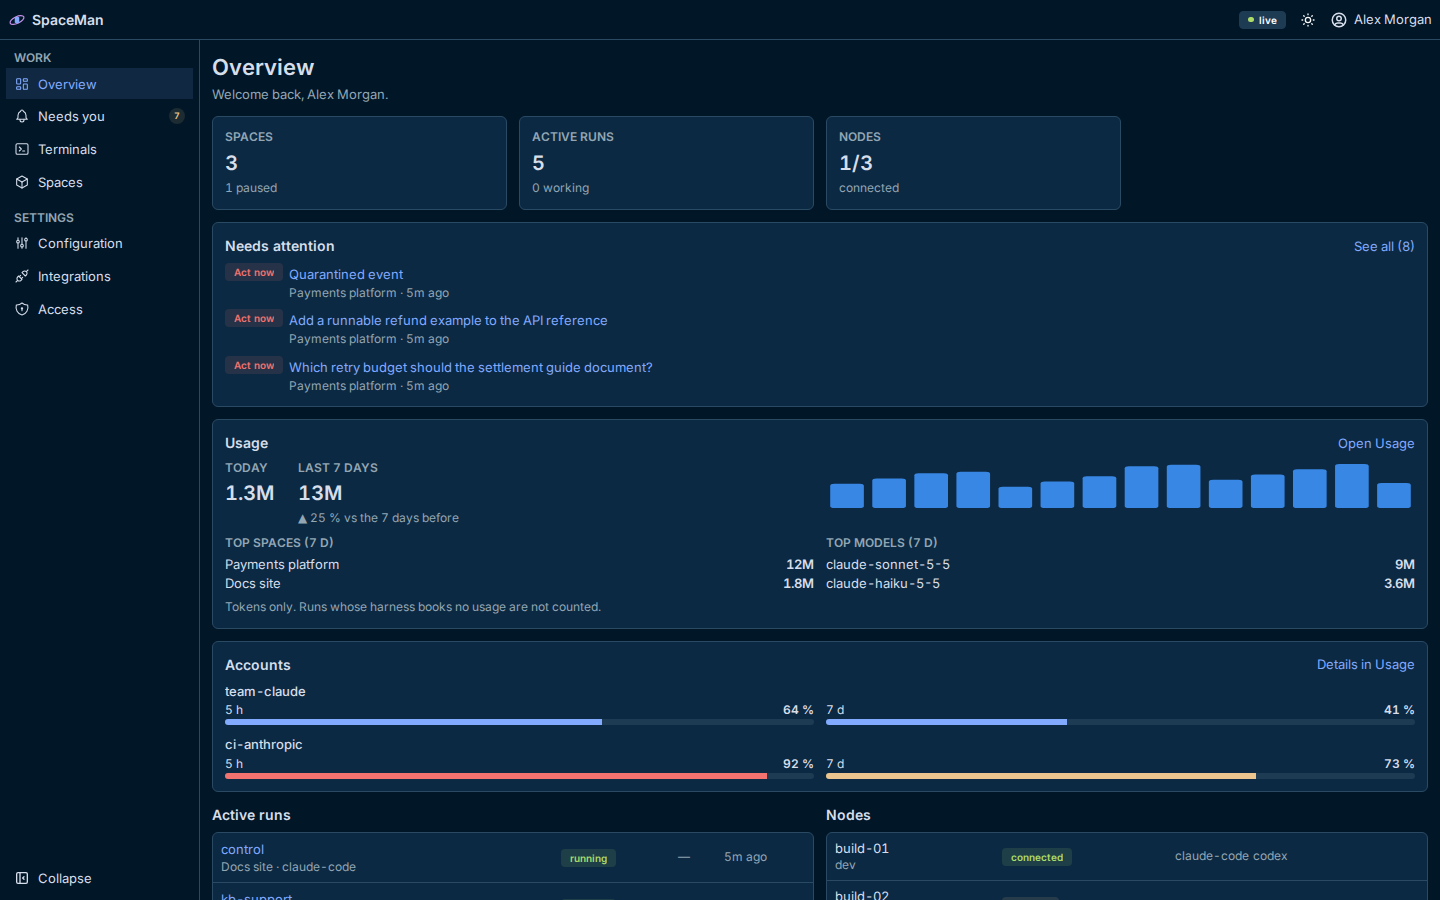 SpaceMan
live
Alex Morgan
WORK
Overview
Needs you
7
Terminals
Spaces
SETTINGS
Configuration
Integrations
Access
Collapse
Overview
Welcome back, Alex Morgan.
SPACES
3
1 paused
ACTIVE RUNS
5
0 working
NODES
1/3
connected
Needs attention
See all (8)
Act now
Quarantined event
Payments platform · 5m ago
Act now
Add a runnable refund example to the API reference
Payments platform · 5m ago
Act now
Which retry budget should the settlement guide document?
Payments platform · 5m ago
Usage
Open Usage
TODAY
1.3M
LAST 7 DAYS
13M
▲ 25 % vs the 7 days before
TOP SPACES (7 D)
Payments platform 12M
Docs site 1.8M
TOP MODELS (7 D)
claude-sonnet-5-5 9M
claude-haiku-5-5 3.6M
Tokens only. Runs whose harness books no usage are not counted.
Accounts
Details in Usage
team-claude
5 h 64 %
7 d 41 %
ci-anthropic
5 h 92 %
7 d 73 %
Active runs
control
Docs site · claude-code
running
—
5m ago
kb-support
Nodes
build-01
dev
connected
claude-code codex
build-02